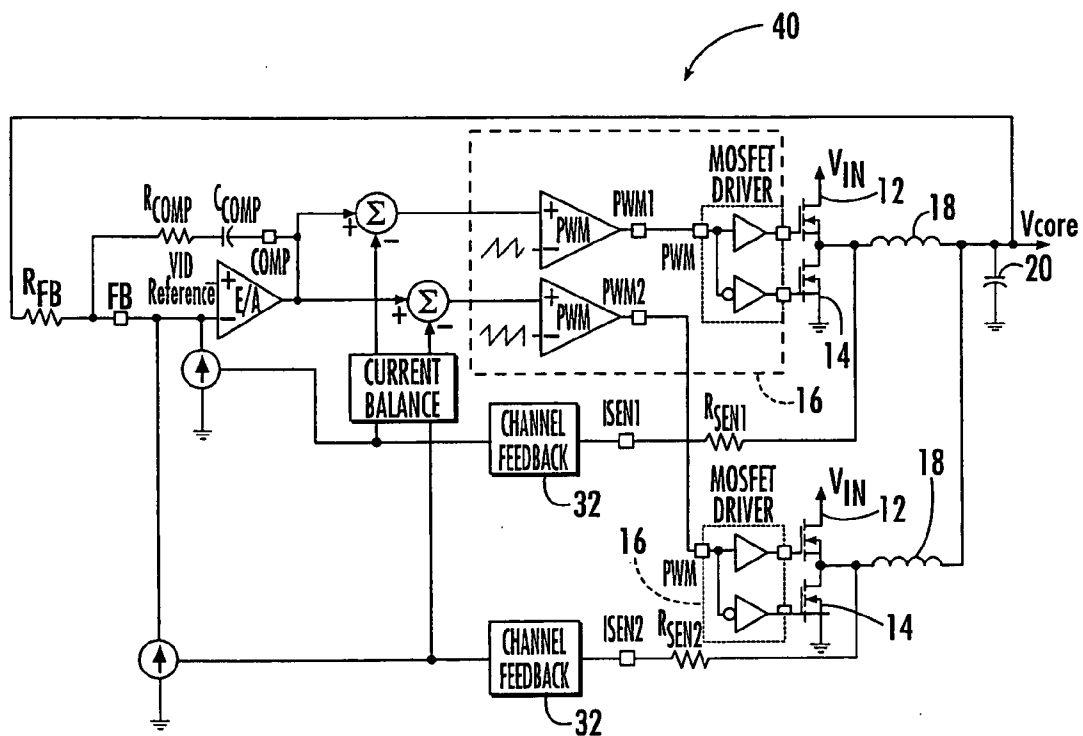 40
MOSFET
DRIVER
V_IN
12
18
Vcore
20
R_COMP
C_COMP
COMP
VID
Reference
R_FB
FB
+
−
E/A
+
Σ
−
+
Σ
−
+
−
PWM
PWM1
PWM
+
−
PWM
PWM2
14
16
CURRENT
BALANCE
CHANNEL
FEEDBACK
32
ISEN1
R_SEN1
MOSFET
DRIVER
V_IN
12
18
16
PWM
14
CHANNEL
FEEDBACK
32
ISEN2
R_SEN2